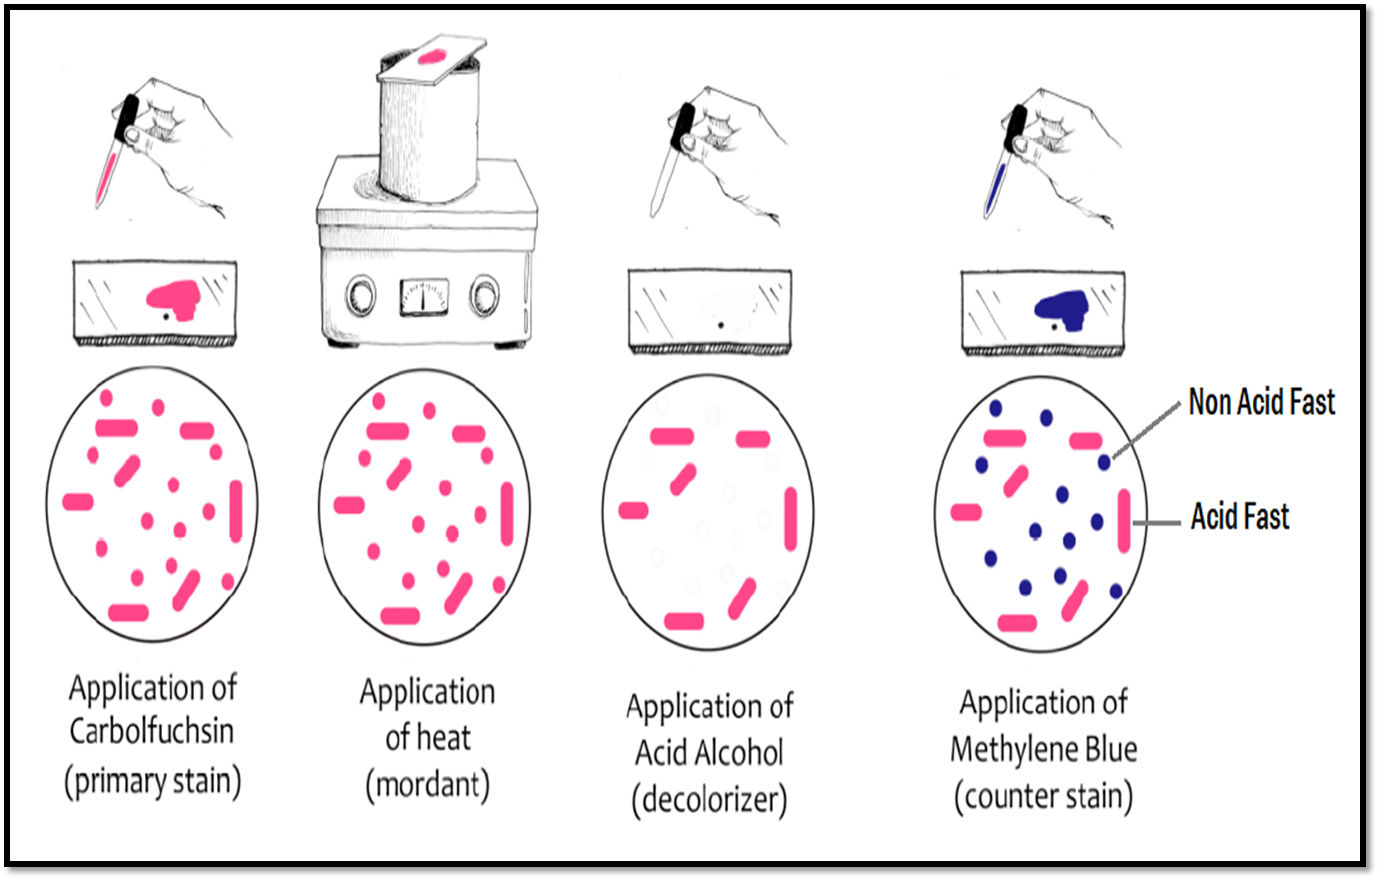 Non Acid Fast
Acid Fast
Application of
Carbolfuchsin
(primary stain)
Application
of heat
(mordant)
Application of
Acid Alcohol
(decolorizer)
Application of
Methylene Blue
(counter stain)